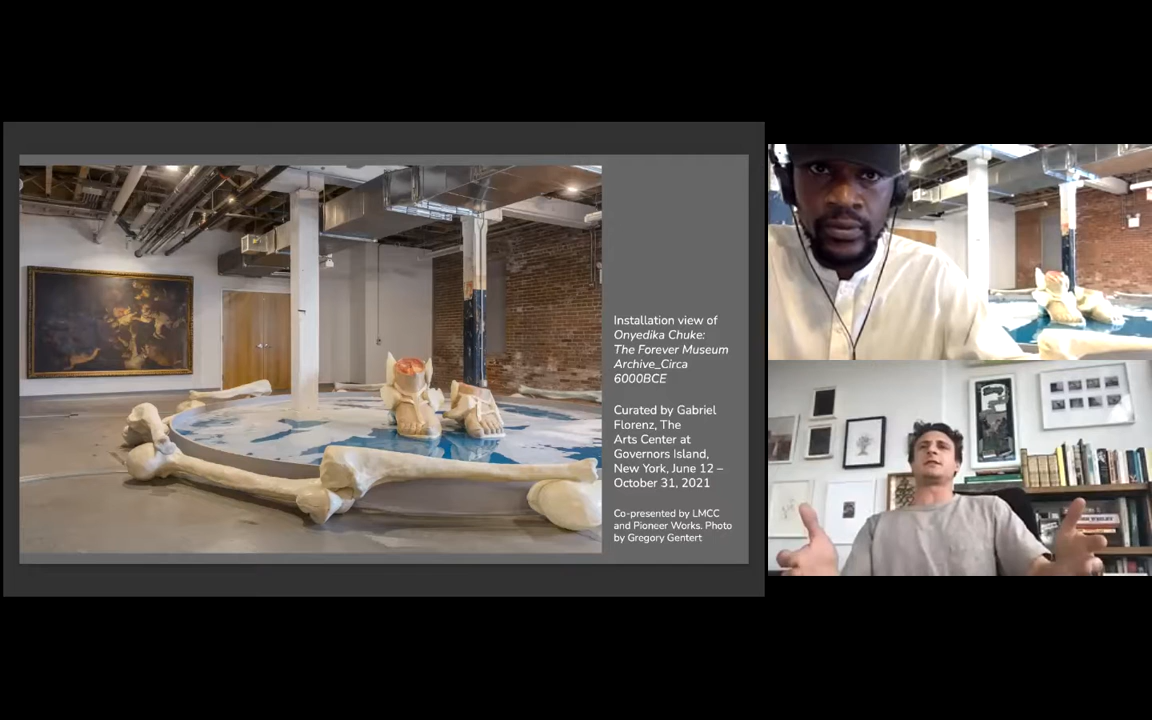 Installation view of
Onyedika Chuke:
The Forever Museum
Archive_Circa
6000BCE
Curated by Gabriel
Florenz, The
Arts Center at
Governors Island,
New York, June 12 –
October 31, 2021
Co-presented by LMCC
and Pioneer Works. Photo
by Gregory Gentert